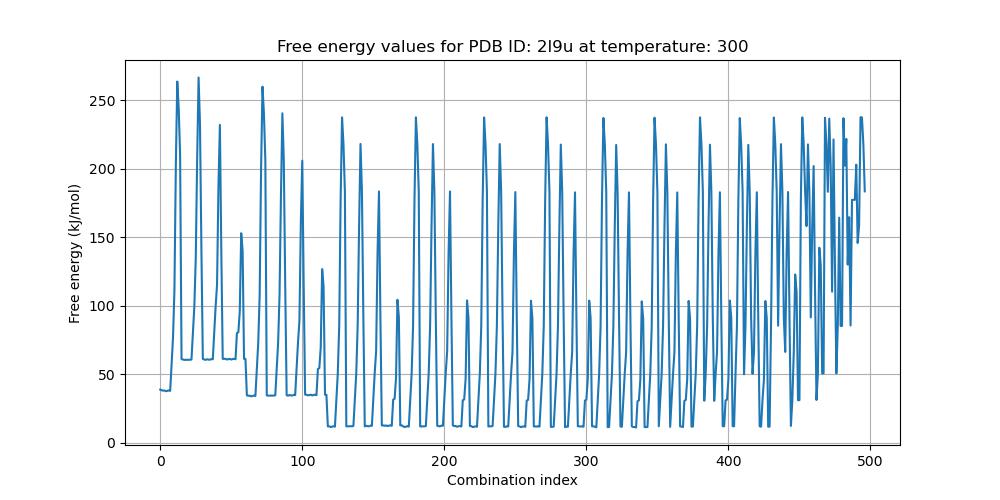 Free energy values for PDB ID: 2l9u at temperature: 300
Free energy (kJ/mol)
250
200
150
100
50
0
0 100 200 300 400 500
Combination index